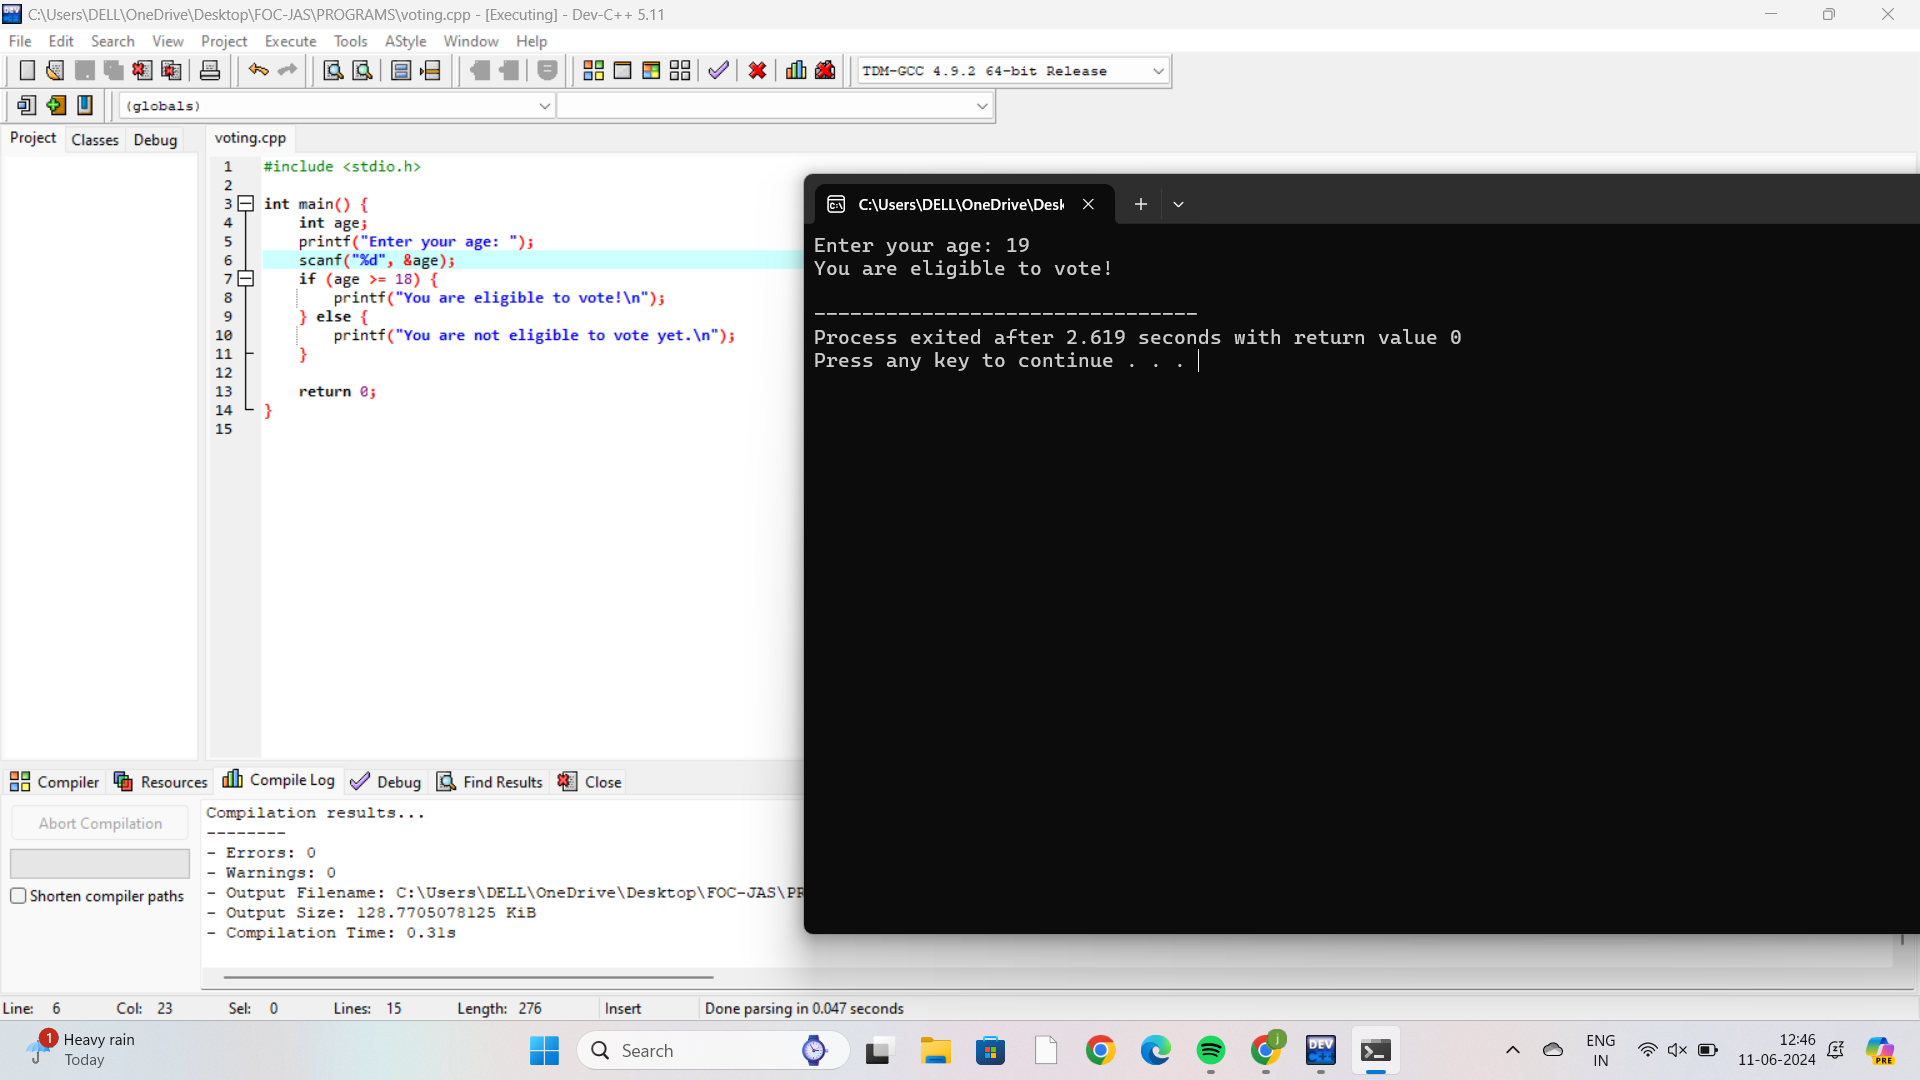 C:\Users\DELL\OneDrive\Desktop\FOC-JAS\PROGRAMS\voting.cpp - [Executing] - Dev-C++ 5.11
File Edit Search View Project Execute Tools AStyle Window Help
TDM-GCC 4.9.2 64-bit Release
(globals)
Project Classes Debug
voting.cpp
1 #include <stdio.h>
2
3 int main() {
4 int age;
5 printf("Enter your age: ");
6 scanf("%d", &age);
7 if (age >= 18) {
8 printf("You are eligible to vote!\n");
9 } else {
10 printf("You are not eligible to vote yet.\n");
11 }
12
13 return 0;
14 }
15
C:\Users\DELL\OneDrive\Desk
Enter your age: 19
You are eligible to vote!
--------------------------------
Process exited after 2.619 seconds with return value 0
Press any key to continue . . .
Compiler Resources Compile Log Debug Find Results Close
Abort Compilation
Shorten compiler paths
Compilation results...
--------
- Errors: 0
- Warnings: 0
- Output Filename: C:\Users\DELL\OneDrive\Desktop\FOC-JAS\PR
- Output Size: 128.7705078125 KiB
- Compilation Time: 0.31s
Line: 6 Col: 23 Sel: 0 Lines: 15 Length: 276 Insert Done parsing in 0.047 seconds
1
Heavy rain
Today
Search
DEV
j
ENG
IN
12:46
11-06-2024
PRE